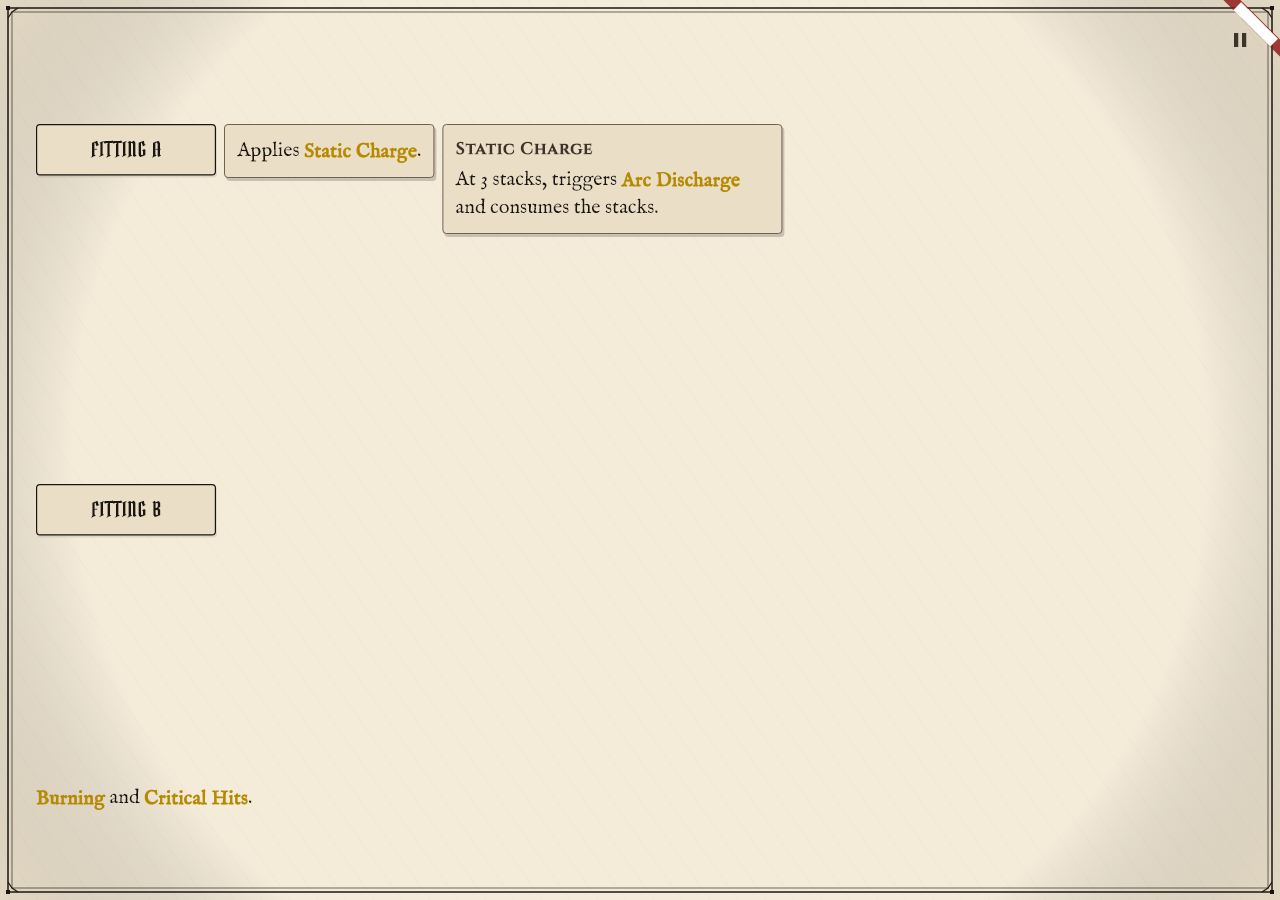 FITTING A
Applies Static Charge.
Static Charge
At 3 stacks, triggers Arc Discharge
and consumes the stacks.
FITTING B
Burning and Critical Hits.